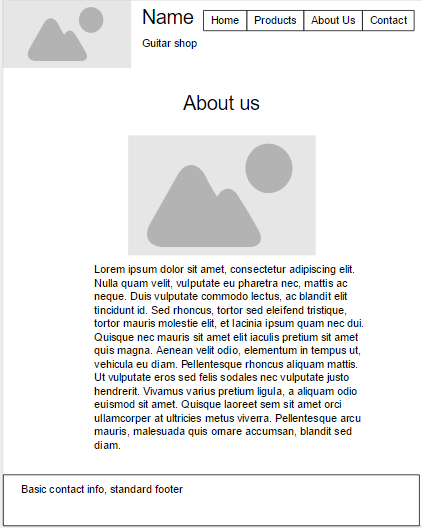 Name
Home Products About Us Contact
Guitar shop
About us
Lorem ipsum dolor sit amet, consectetur adipiscing elit.
Nulla quam velit, vulputate eu pharetra nec, mattis ac
neque. Duis vulputate commodo lectus, ac blandit elit
tincidunt id. Sed rhoncus, tortor sed eleifend tristique,
tortor mauris molestie elit, et lacinia ipsum quam nec dui.
Quisque nec mauris sit amet elit iaculis pretium sit amet
quis magna. Aenean velit odio, elementum in tempus ut,
vehicula eu diam. Pellentesque rhoncus aliquam mattis.
Ut vulputate eros sed felis sodales nec vulputate justo
hendrerit. Vivamus varius pretium ligula, a aliquam odio
euismod sit amet. Quisque laoreet sem sit amet orci
ullamcorper at ultricies metus viverra. Pellentesque arcu
mauris, malesuada quis ornare accumsan, blandit sed
diam.
Basic contact info, standard footer